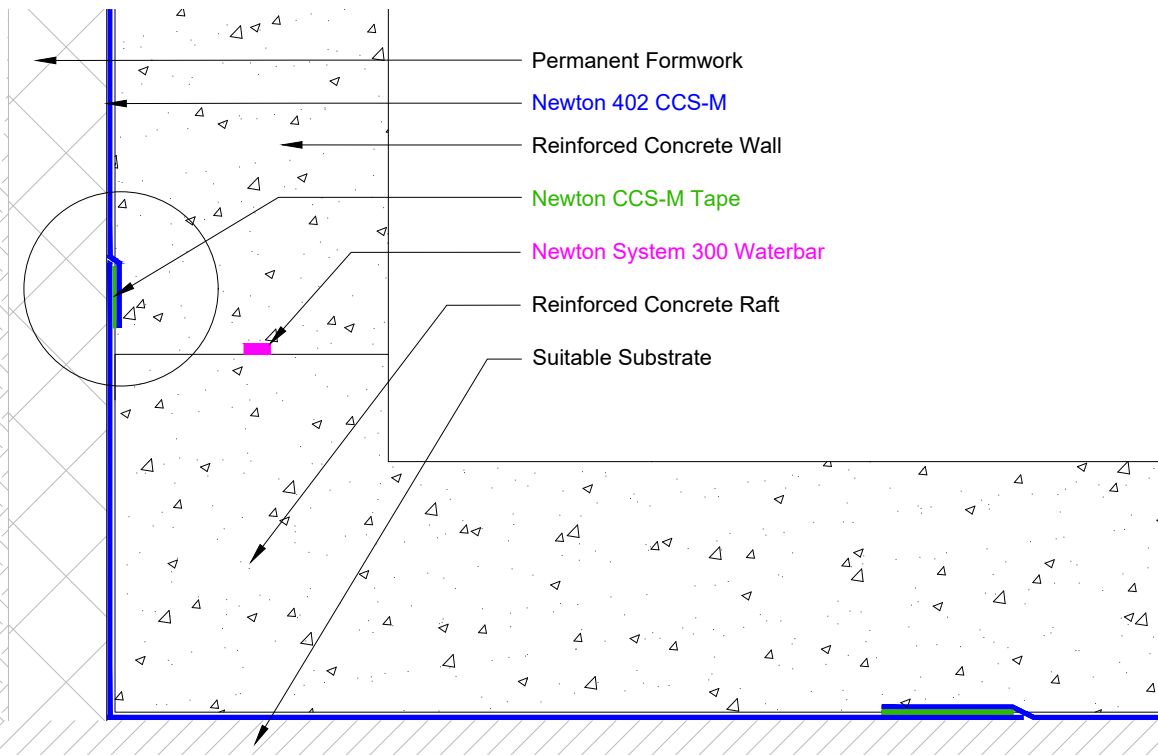 Permanent Formwork
Newton 402 CCS-M
Reinforced Concrete Wall
Newton CCS-M Tape
Newton System 300 Waterbar
Reinforced Concrete Raft
Suitable Substrate